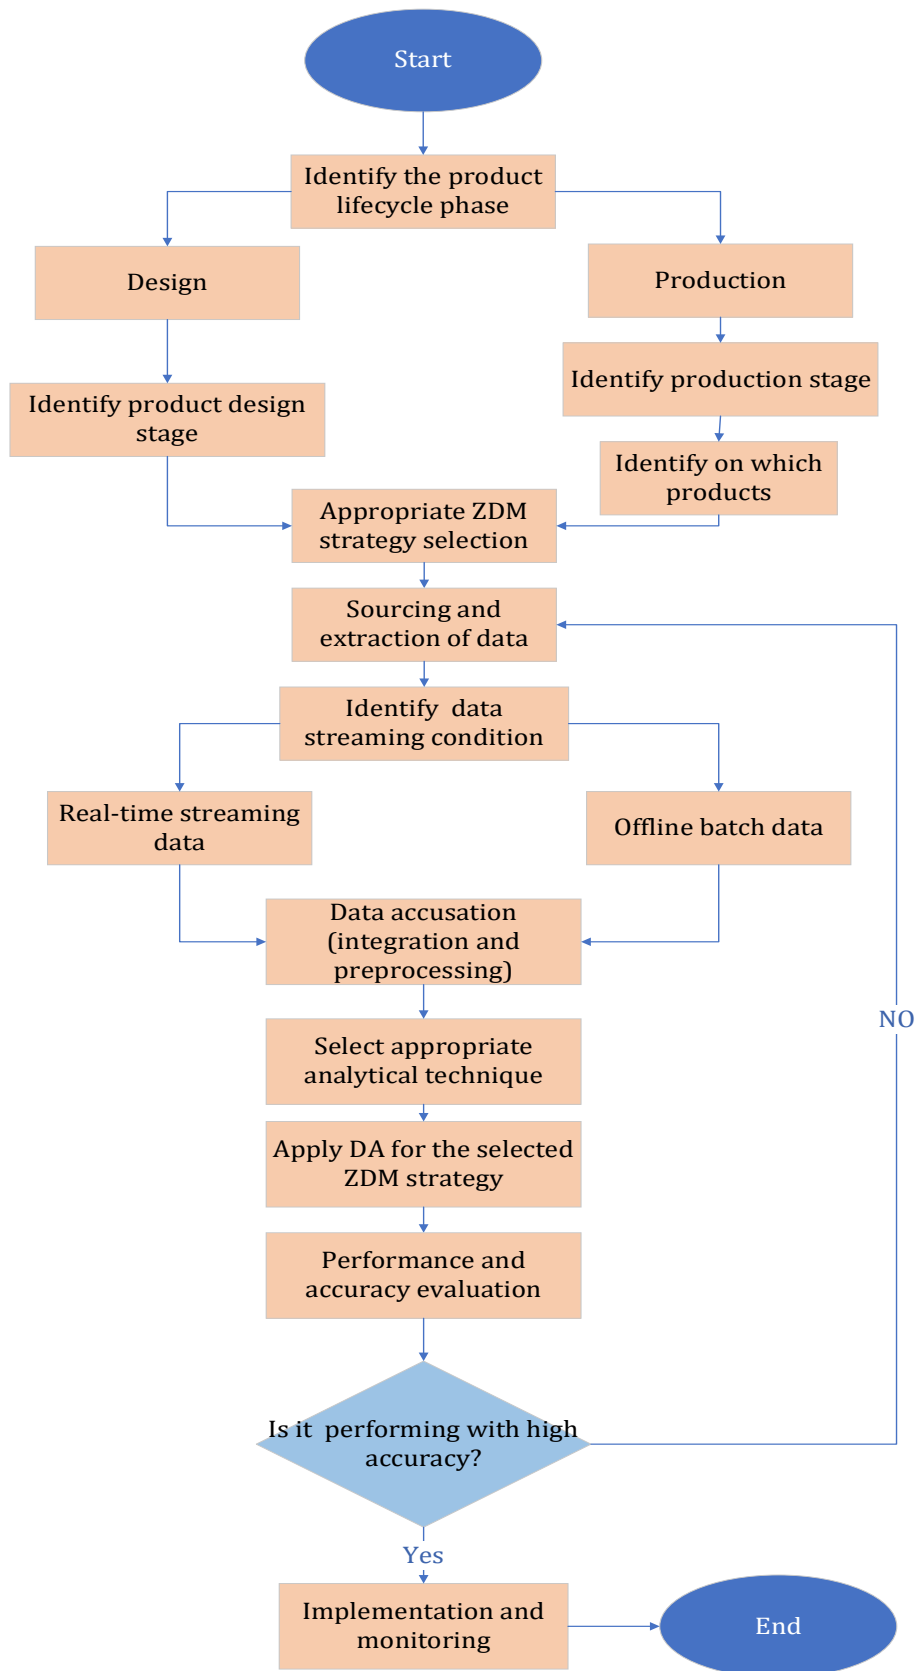 Start
Identify the product
lifecycle phase
Design
Production
Identify production stage
Identify product design
stage
Identify on which
products
Appropriate ZDM
strategy selection
Sourcing and
extraction of data
Identify data
streaming condition
Real-time streaming
data
Offline batch data
Data accusation
(integration and
preprocessing)
NO
Select appropriate
analytical technique
Apply DA for the selected
ZDM strategy
Performance and
accuracy evaluation
Is it performing with high
accuracy?
Yes
Implementation and
monitoring
End